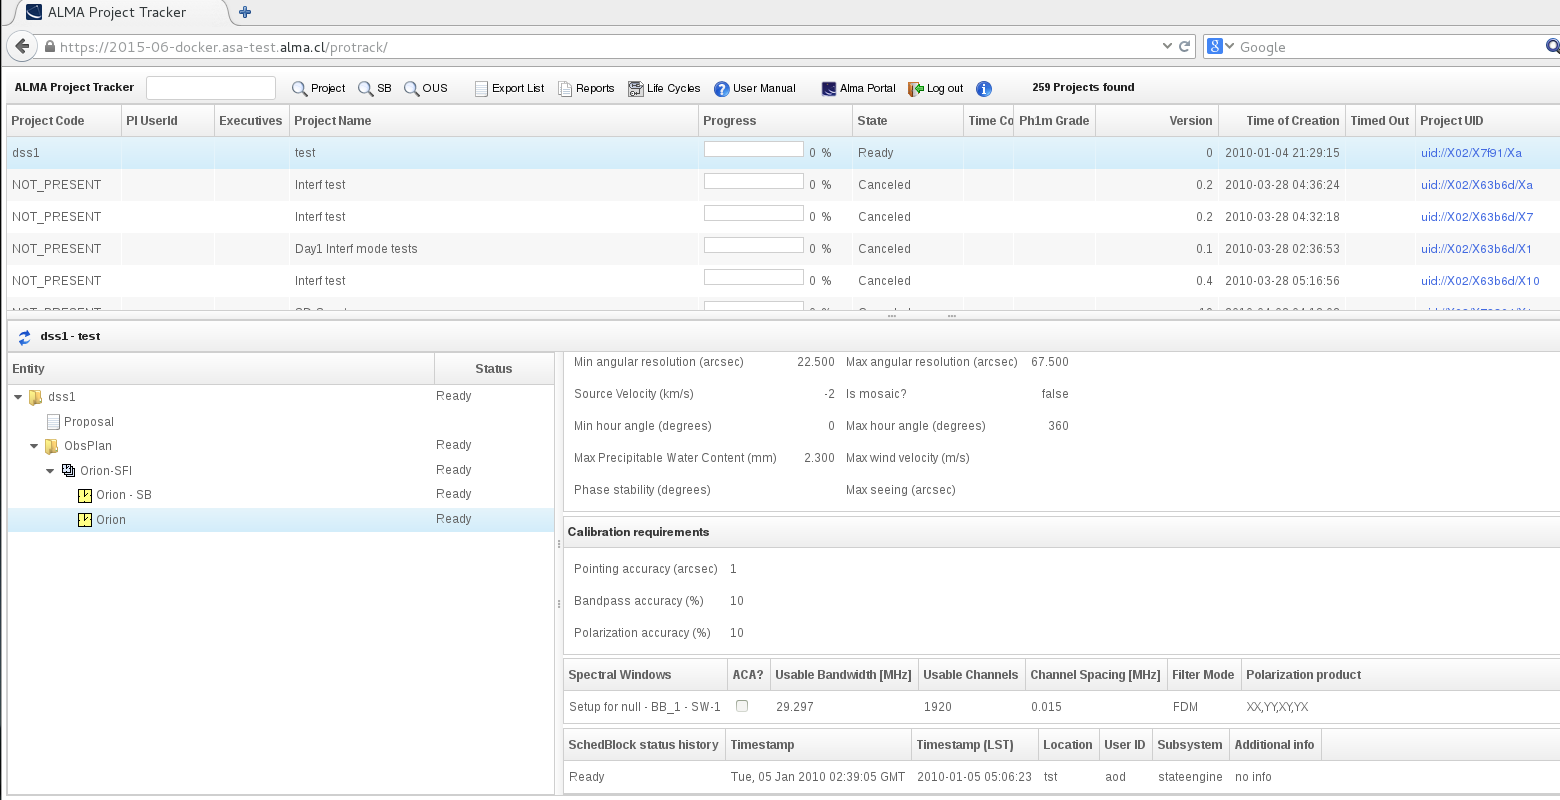 ALMA Project Tracker
https://2015-06-docker.asa-test.alma.cl/protrack/ Google
ALMA Project Tracker Project SB OUS Export List Reports Life Cycles User Manual Alma Portal Log out 259 Projects found
Project Code PI UserId Executives Project Name Progress State Time Co Ph1m Grade Version Time of Creation Timed Out Project UID
dss1 test 0 % Ready 0 2010-01-04 21:29:15 uid://X02/X7f91/Xa
NOT_PRESENT Interf test 0 % Canceled 0.2 2010-03-28 04:36:24 uid://X02/X63b6d/Xa
NOT_PRESENT Interf test 0 % Canceled 0.2 2010-03-28 04:32:18 uid://X02/X63b6d/X7
NOT_PRESENT Day1 Interf mode tests 0 % Canceled 0.1 2010-03-28 02:36:53 uid://X02/X63b6d/X1
NOT_PRESENT Interf test 0 % Canceled 0.4 2010-03-28 05:16:56 uid://X02/X63b6d/X10
dss1 - test
Entity Status
dss1 Ready
Proposal
ObsPlan Ready
Orion-SFI Ready
Orion - SB Ready
Orion Ready
Min angular resolution (arcsec) 22.500 Max angular resolution (arcsec) 67.500
Source Velocity (km/s) -2 Is mosaic? false
Min hour angle (degrees) 0 Max hour angle (degrees) 360
Max Precipitable Water Content (mm) 2.300 Max wind velocity (m/s)
Phase stability (degrees) Max seeing (arcsec)
Calibration requirements
Pointing accuracy (arcsec) 1
Bandpass accuracy (%) 10
Polarization accuracy (%) 10
Spectral Windows ACA? Usable Bandwidth [MHz] Usable Channels Channel Spacing [MHz] Filter Mode Polarization product
Setup for null - BB_1 - SW-1 29.297 1920 0.015 FDM XX,YY,XY,YX
SchedBlock status history Timestamp Timestamp (LST) Location User ID Subsystem Additional info
Ready Tue, 05 Jan 2010 02:39:05 GMT 2010-01-05 05:06:23 tst aod stateengine no info